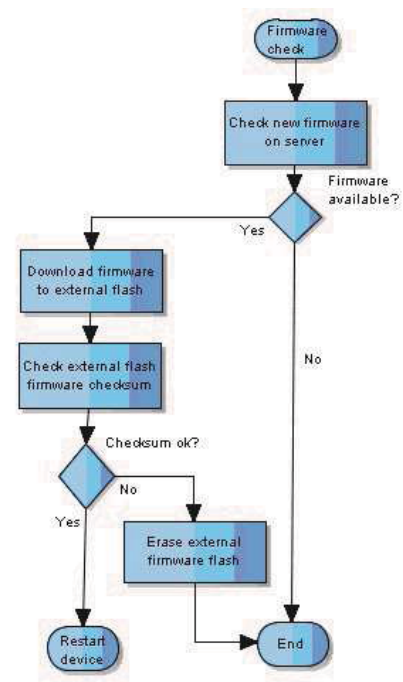 Firmware
check
Check new firmware
on server
Firmware
available?
Yes
No
Download firmware
to external flash
Check external flash
firmware checksum
Checksum ok?
No
Yes
Erase external
firmware flash
Restart
device
End